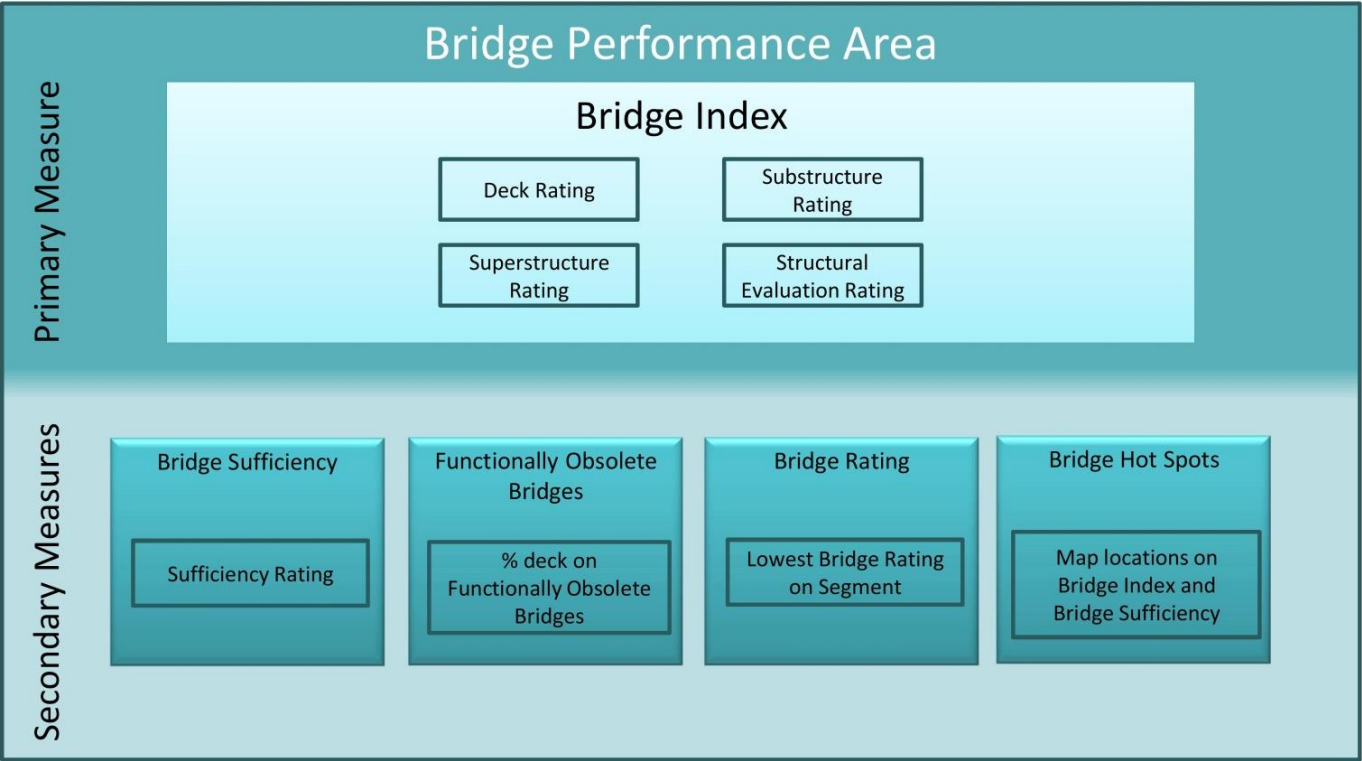 Bridge Performance Area
Primary Measure
Bridge Index
Deck Rating
Substructure
Rating
Superstructure
Rating
Structural
Evaluation Rating
Secondary Measures
Bridge Sufficiency
Sufficiency Rating
Functionally Obsolete
Bridges
% deck on
Functionally Obsolete
Bridges
Bridge Rating
Lowest Bridge Rating
on Segment
Bridge Hot Spots
Map locations on
Bridge Index and
Bridge Sufficiency